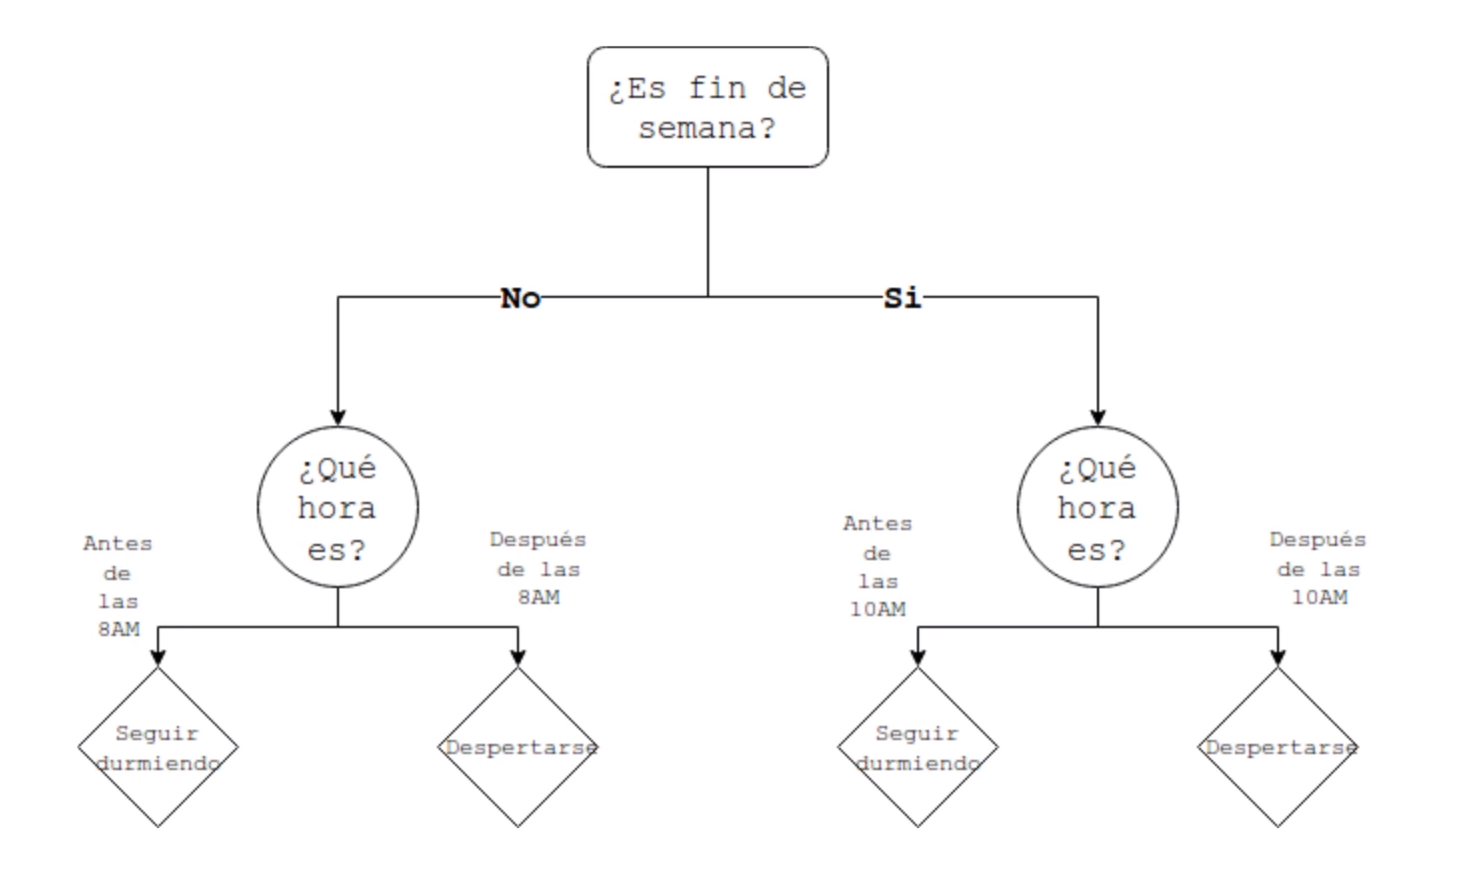 ¿Es fin de
semana?
No
Si
¿Qué
hora
es?
Antes
de
las
8AM
Después
de las
8AM
¿Qué
hora
es?
Antes
de
las
10AM
Después
de las
10AM
Seguir
durmiendo
Despertarse
Seguir
durmiendo
Despertarse